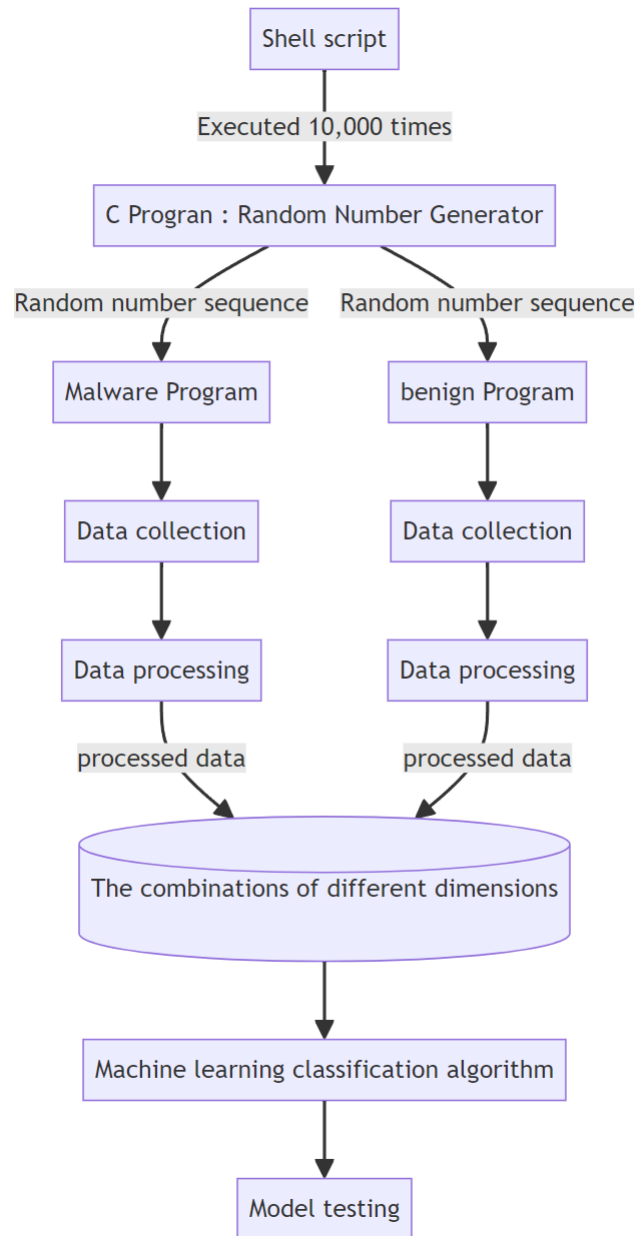 Shell script
Executed 10,000 times
C Progran : Random Number Generator
Random number sequence
Random number sequence
Malware Program
benign Program
Data collection
Data collection
Data processing
Data processing
processed data
processed data
The combinations of different dimensions
Machine learning classification algorithm
Model testing